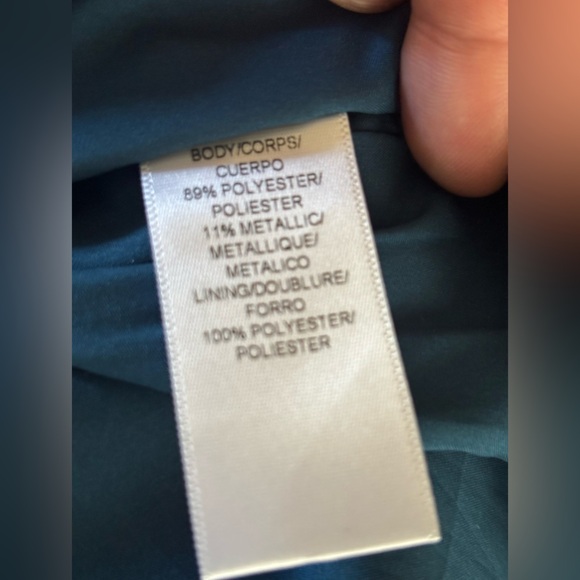 BODY/CORPS/
CUERPO
89% POLYESTER/
POLIESTER
11% METALLIC/
METALLIQUE/
METALICO
LINING/DOUBLURE/
FORRO
100% POLYESTER/
POLIESTER